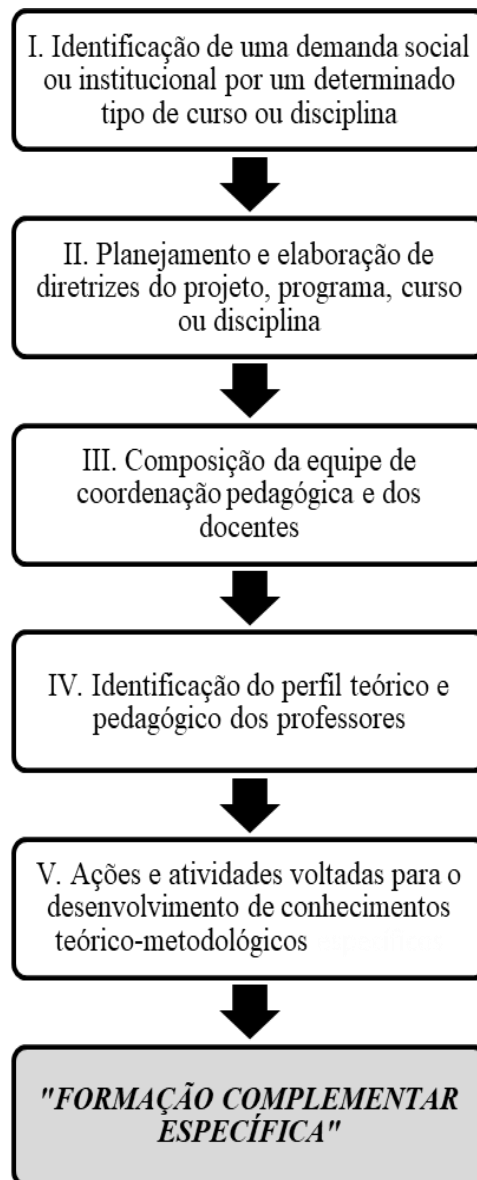 I. Identificação de uma demanda social
ou institucional por um determinado
tipo de curso ou disciplina
II. Planejamento e elaboração de
diretrizes do projeto, programa, curso
ou disciplina
III. Composição da equipe de
coordenação pedagógica e dos
docentes
IV. Identificação do perfil teórico e
pedagógico dos professores
V. Ações e atividades voltadas para o
desenvolvimento de conhecimentos
teórico-metodológicos
"FORMAÇÃO COMPLEMENTAR
ESPECÍFICA"